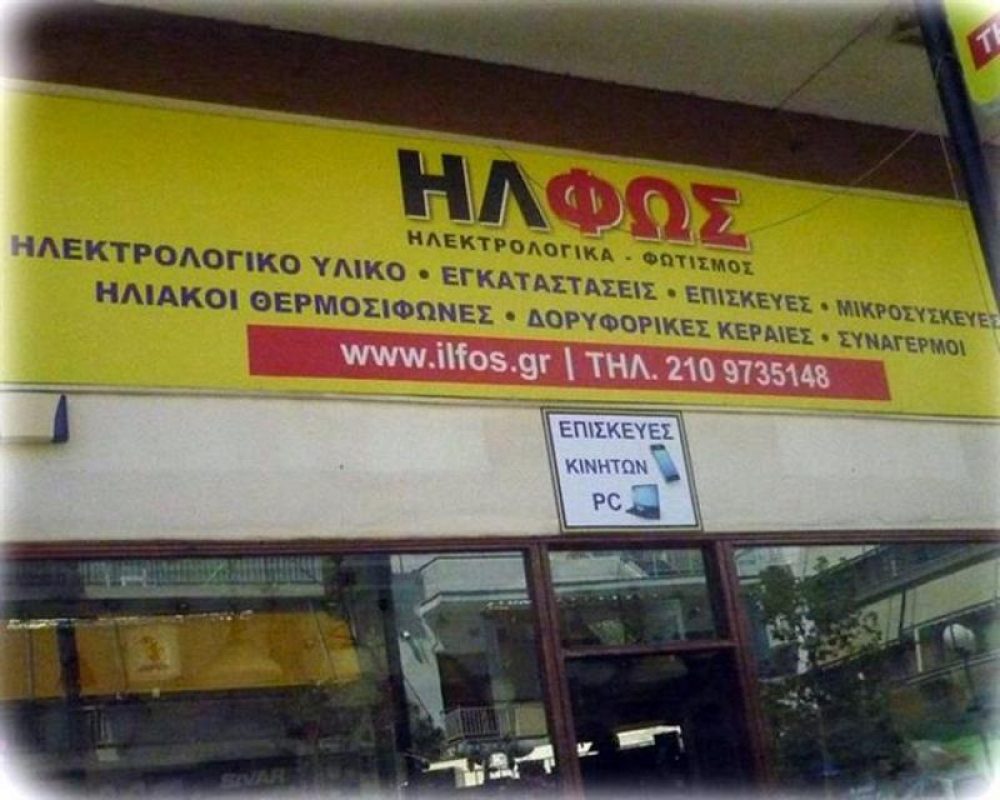 ΗΛΦΩΣ
ΗΛΕΚΤΡΟΛΟΓΙΚΑ - ΦΩΤΙΣΜΟΣ
ΗΛΕΚΤΡΟΛΟΓΙΚΟ ΥΛΙΚΟ • ΕΓΚΑΤΑΣΤΑΣΕΙΣ • ΕΠΙΣΚΕΥΕΣ • ΜΙΚΡΟΣΥΣΚΕΥΕΣ
ΗΛΙΑΚΟΙ ΘΕΡΜΟΣΙΦΩΝΕΣ • ΔΟΡΥΦΟΡΙΚΕΣ ΚΕΡΑΙΕΣ • ΣΥΝΑΓΕΡΜΟΙ
www.ilfos.gr | ΤΗΛ. 210 9735148
ΕΠΙΣΚΕΥΕΣ
ΚΙΝΗΤΩΝ
PC